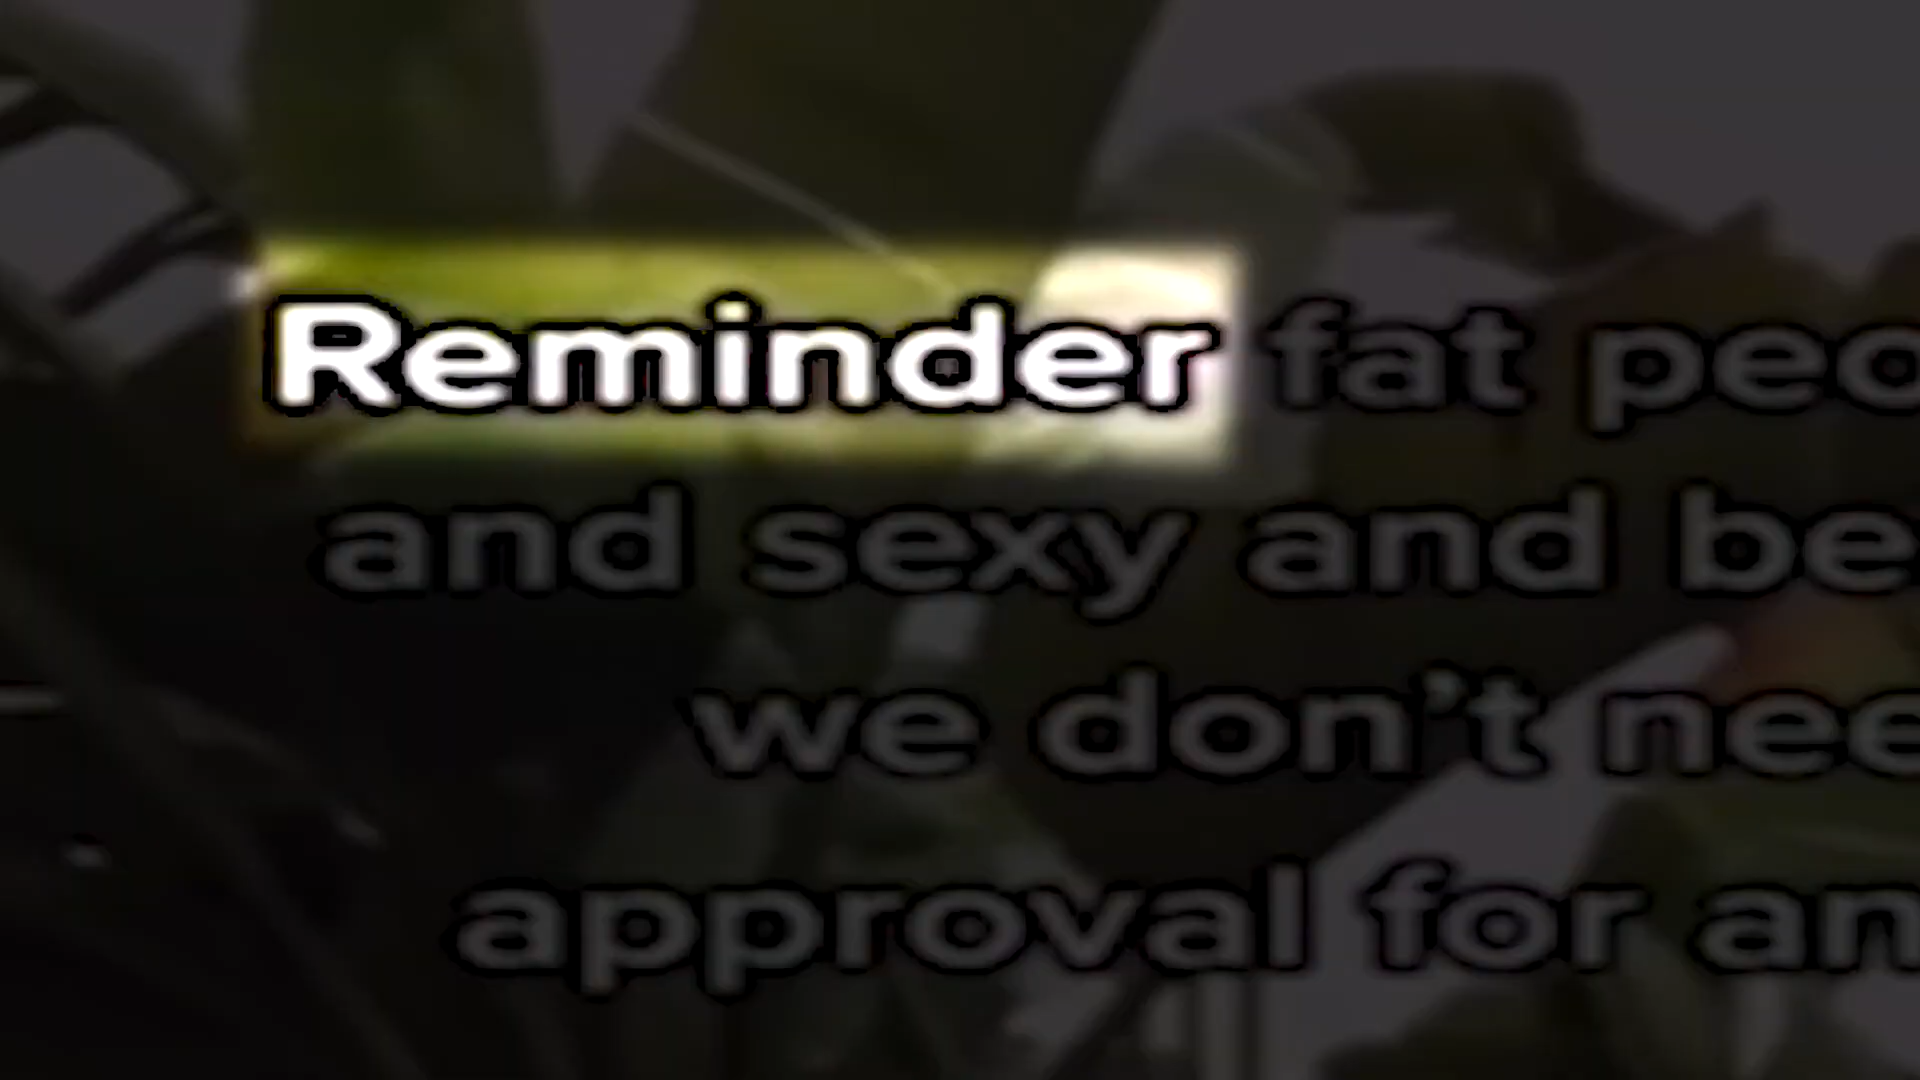 Reminder fat
and sexy and
we don't
approval for